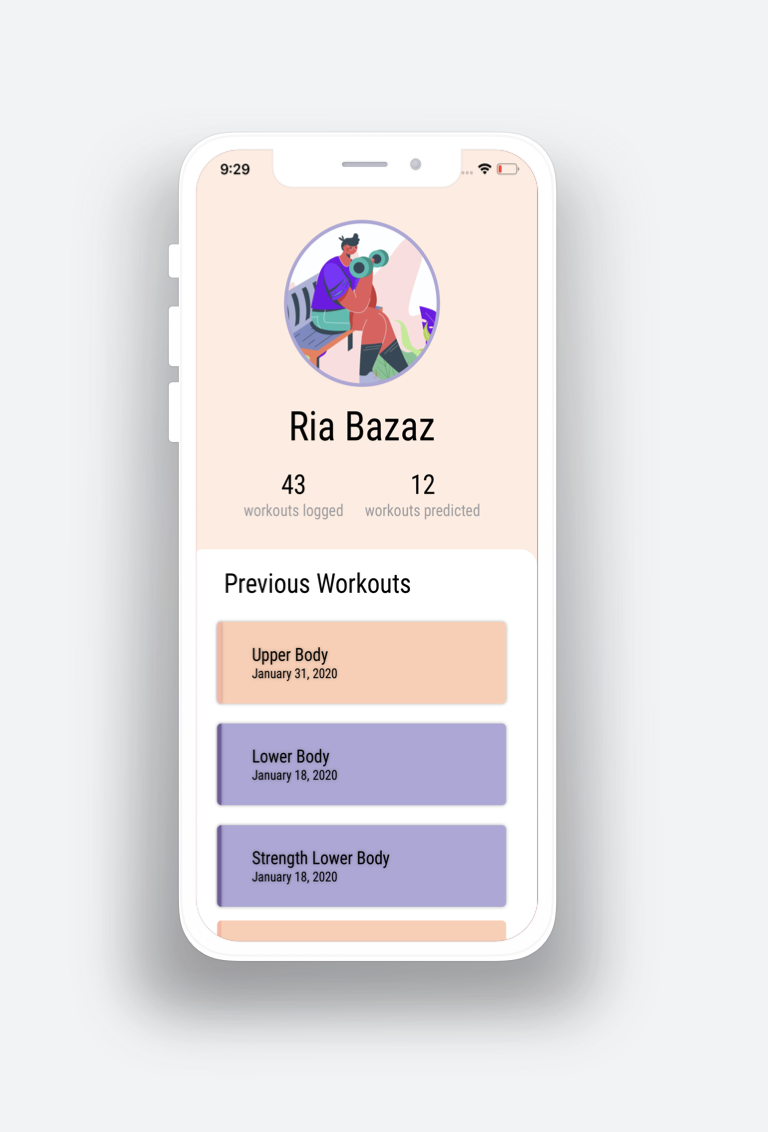 9:29
Ria Bazaz
43
workouts logged
12
workouts predicted
Previous Workouts
Upper Body
January 31, 2020
Lower Body
January 18, 2020
Strength Lower Body
January 18, 2020